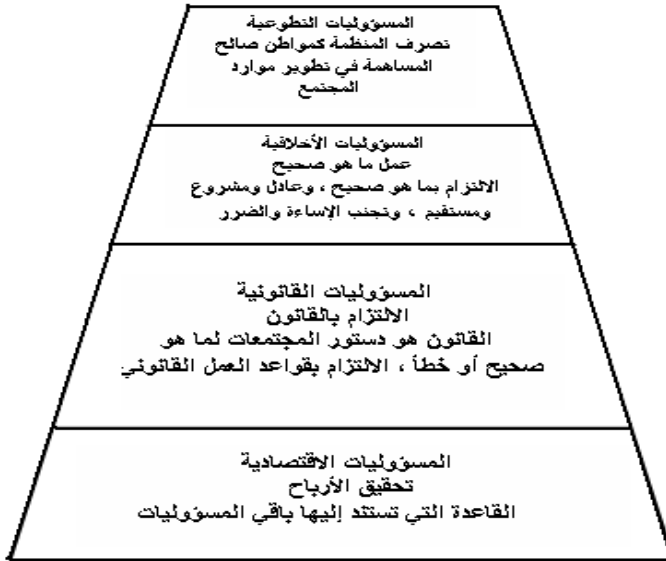 المسؤوليات التطوعية
تصرف المنظمة كمواطن صالح
المساهمة في تطوير موارد
المجتمع
المسؤوليات الأخلاقية
عمل ما هو صحيح
الالتزام بما هو صحيح ، وعادل ومشروع
ومستقيم ، وتجنب الإساءة والضرر
المسؤوليات القانونية
الالتزام بالقانون
القانون هو دستور المجتمعات لما هو
صحيح أو خطأ ، الالتزام بقواعد العمل القانوني
المسؤوليات الاقتصادية
تحقيق الأرباح
القاعدة التي تستند إليها باقي المسؤوليات